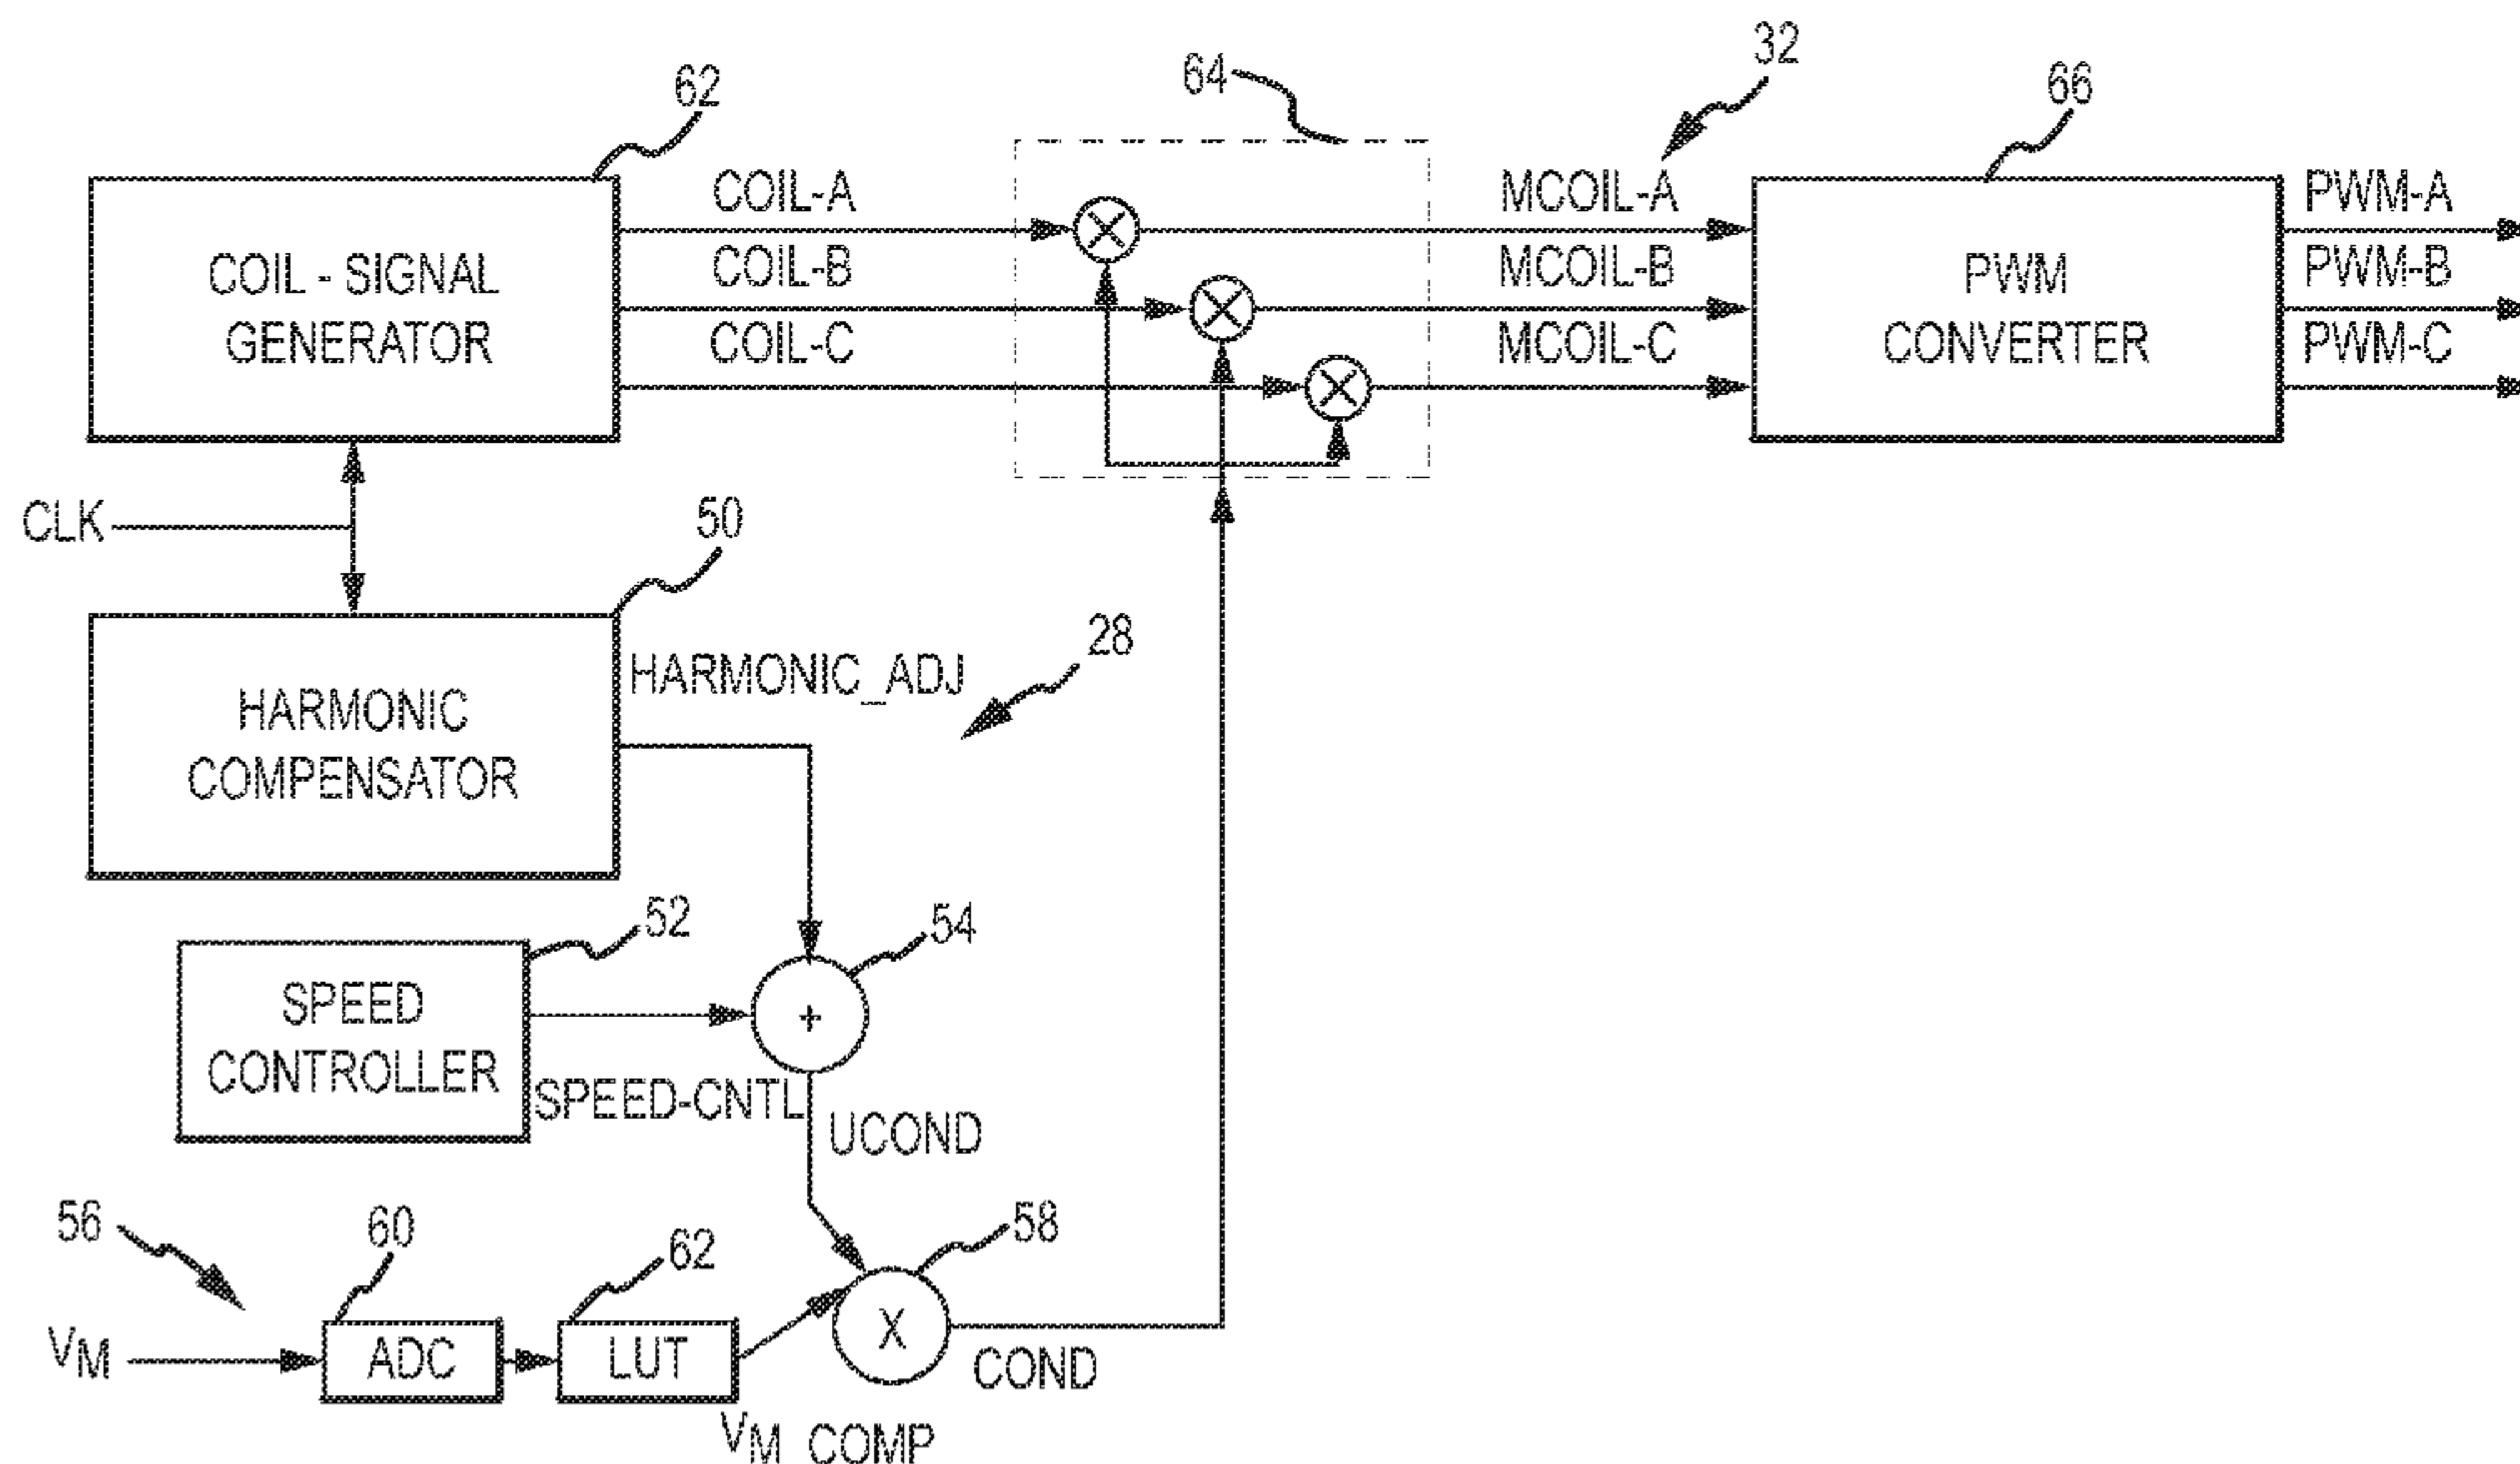 32
62
64
66
COIL-A
MCOIL-A
PWM-A
COIL - SIGNAL
GENERATOR
COIL-B
MCOIL-B
PWM
CONVERTER
PWM-B
COIL-C
MCOIL-C
PWM-C
CLK
50
HARMONIC_ADJ
28
HARMONIC
COMPENSATOR
52
54
SPEED
CONTROLLER
+
SPEED-CNTL
UCOND
56
60
62
58
VM
ADC
LUT
X
COND
VM_COMP